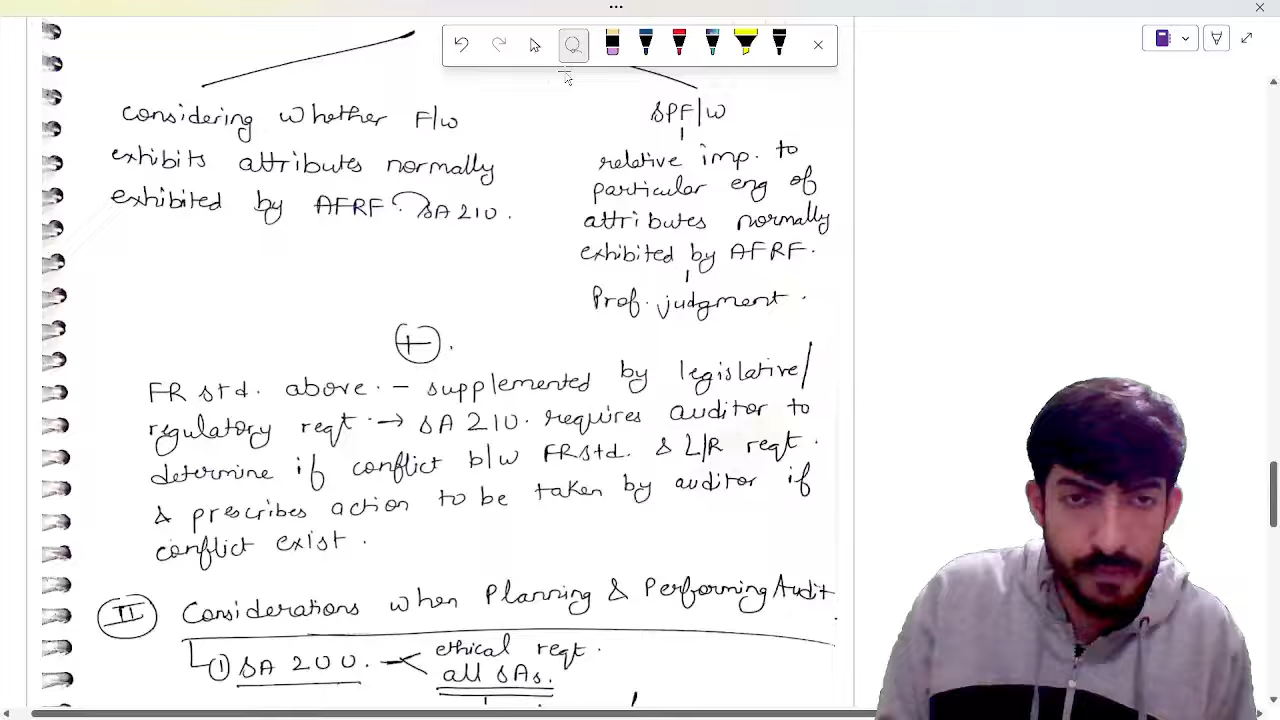 considering whether F/w
exhibits attributes normally
exhibited by AFRF. SA 210.
SPF/W
relative imp. to
particular eng of
attributes normally
exhibited by AFRF.
Prof. judgment.
+
FR std. above. - supplemented by legislative/
regulatory reqt. → SA 210. requires auditor to
determine if conflict b/w FR std. & L/R reqt.
& prescribes action to be taken by auditor if
conflict exist.
II Considerations when Planning & Performing Audit
① SA 200. ethical reqt.
all SAs.